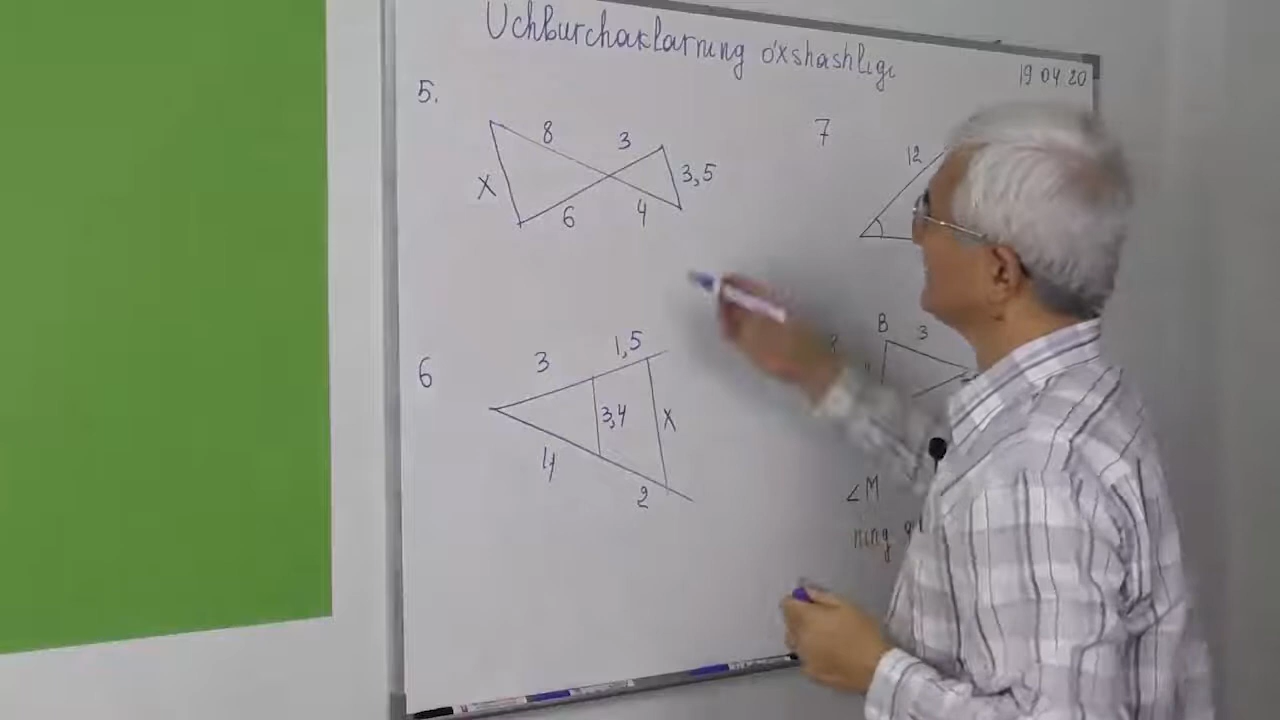 Uchburchaklarning o'xshashligi
19 04 20
5.
8
3
3,5
x
6
4
7
12
6
3
1,5
3,4
x
4
2
B
3
∠M
ning